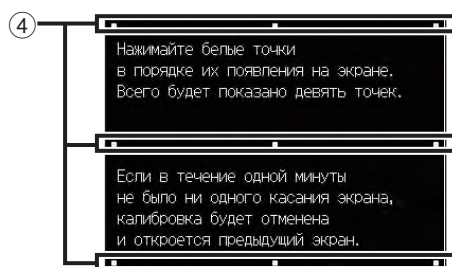 ④
Нажимайте белые точки
в порядке их появления на экране.
Всего будет показано девять точек.
Если в течение одной минуты
не было ни одного касания экрана,
калибровка будет отменена
и откроется предыдущий экран.